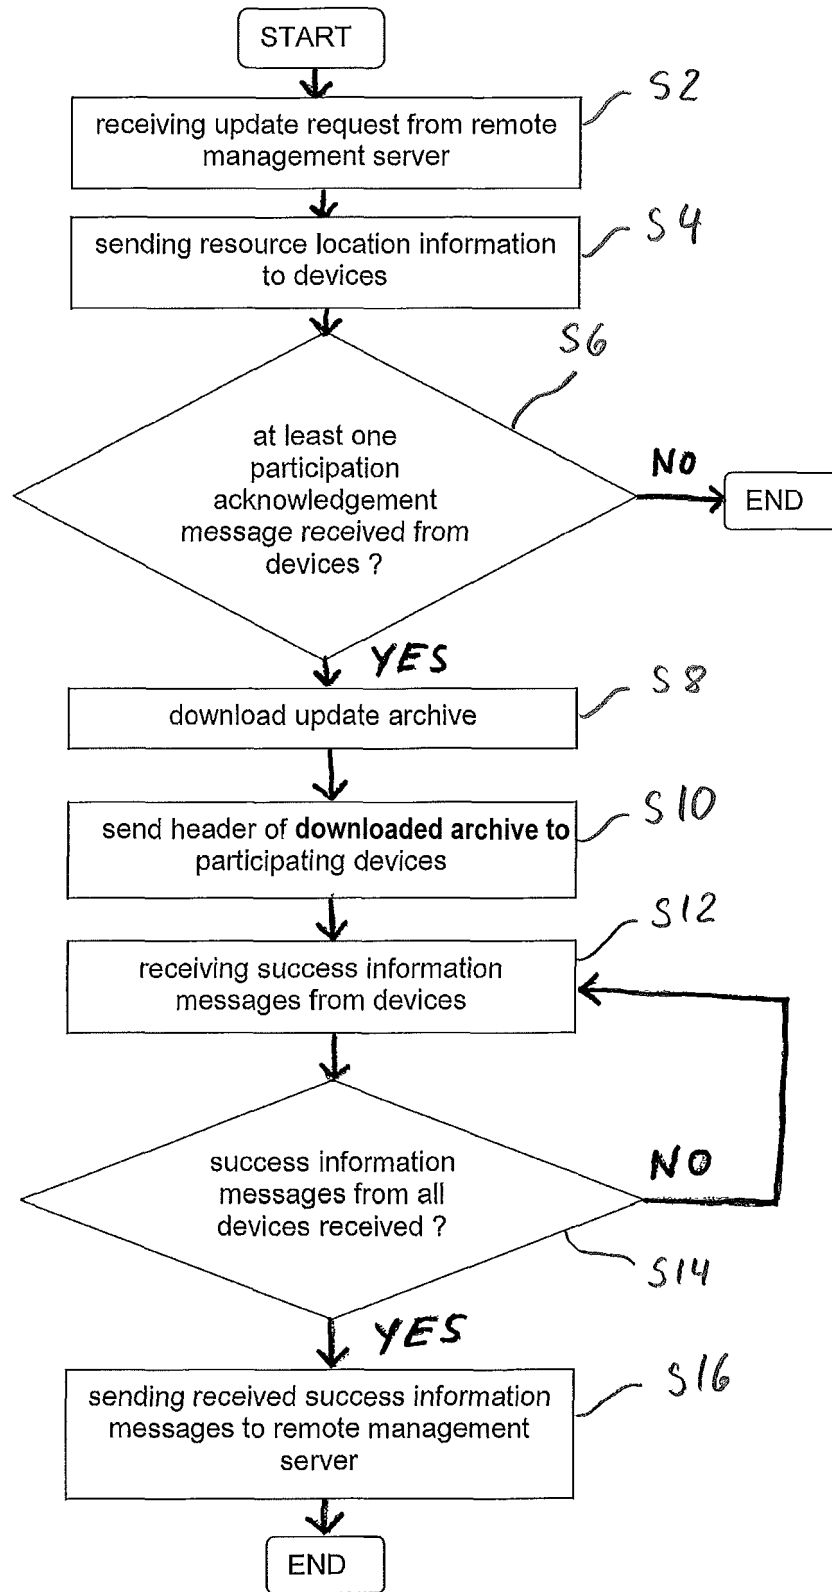 START
S2
receiving update request from remote
management server
S4
sending resource location information
to devices
S6
at least one
participation
acknowledgement
message received from
devices ?
NO
END
YES
S8
download update archive
S10
send header of downloaded archive to
participating devices
S12
receiving success information
messages from devices
success information
messages from all
devices received ?
NO
S14
YES
S16
sending received success information
messages to remote management
server
END